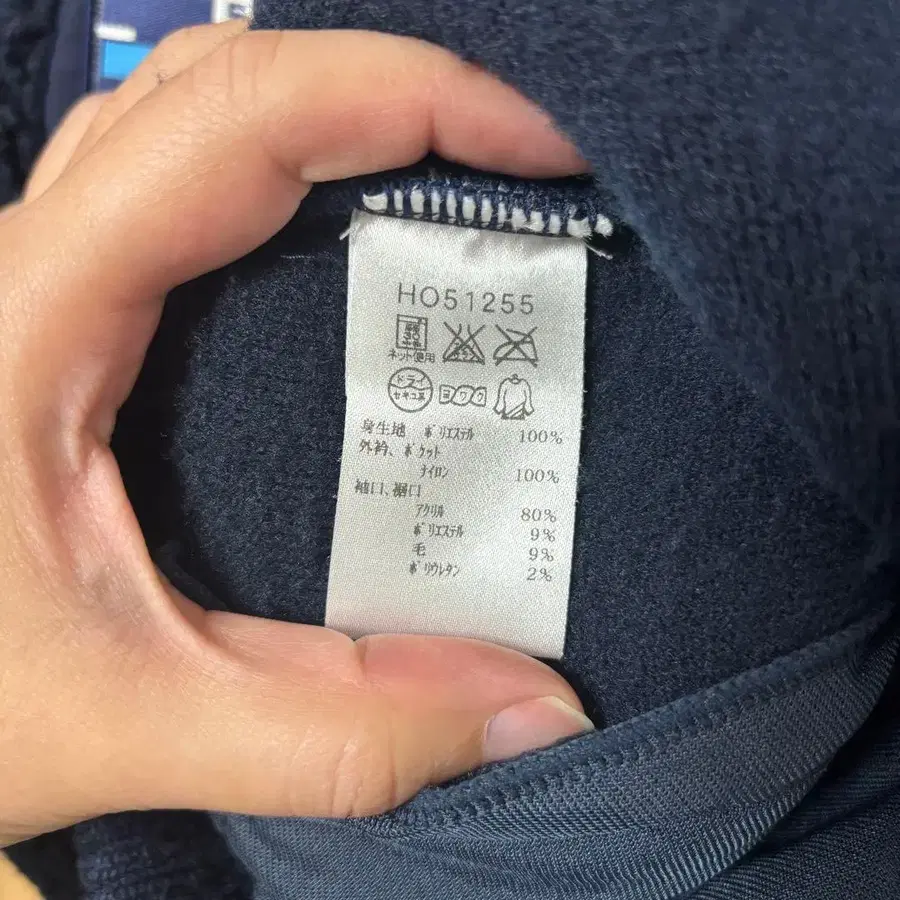 HO51255
ネット使用
ドライ
セキユ系
ヨワク
身生地 ポリエステル 100%
外衿、ポケット
ナイロン 100%
袖口、裾口
アクリル 80%
ポリエステル 9%
毛 9%
ポリウレタン 2%